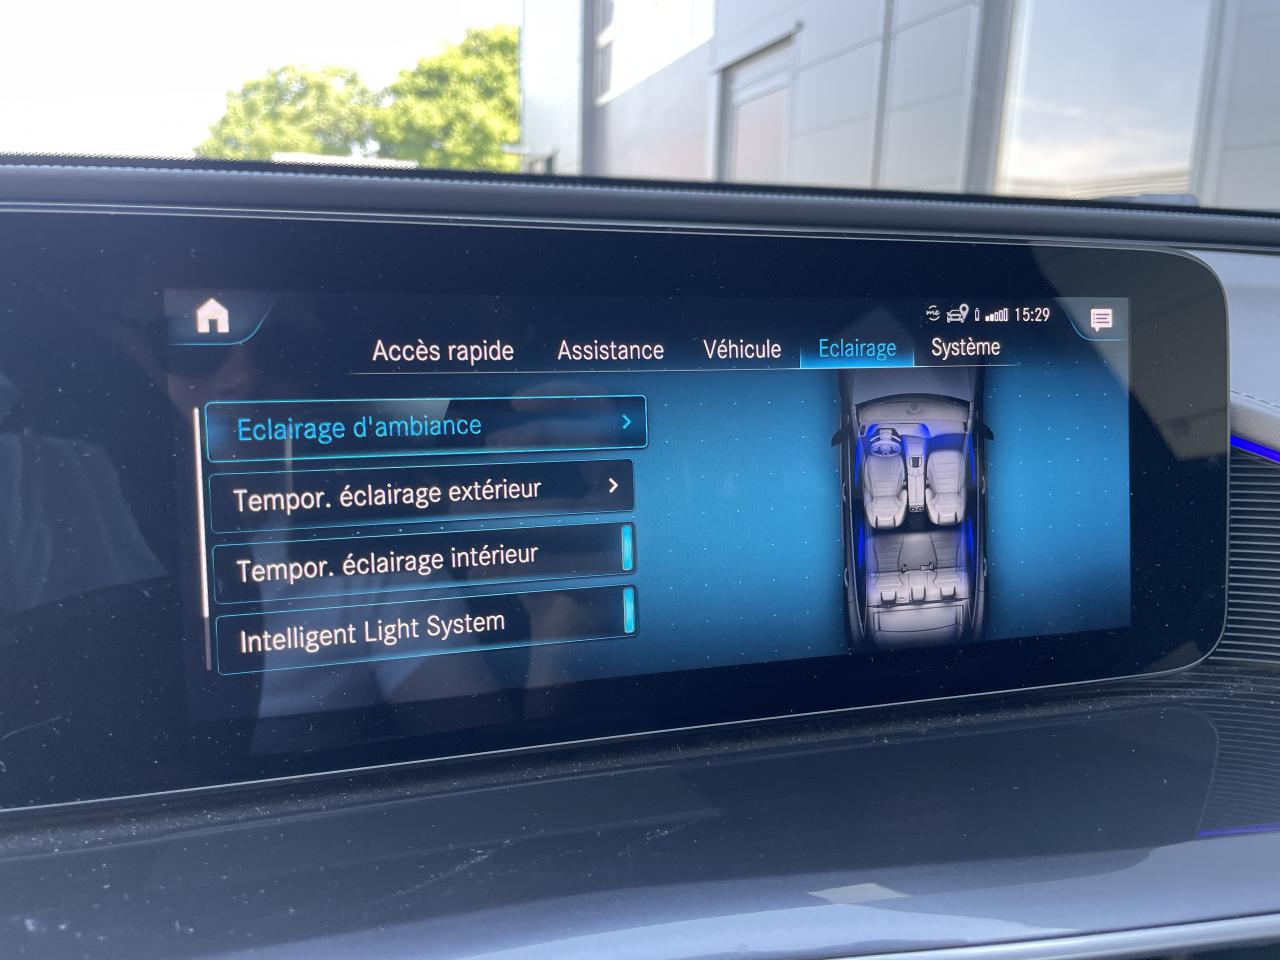 me 15:29
Accès rapide Assistance Véhicule Eclairage Système
Eclairage d'ambiance
Tempor. éclairage extérieur
Tempor. éclairage intérieur
Intelligent Light System